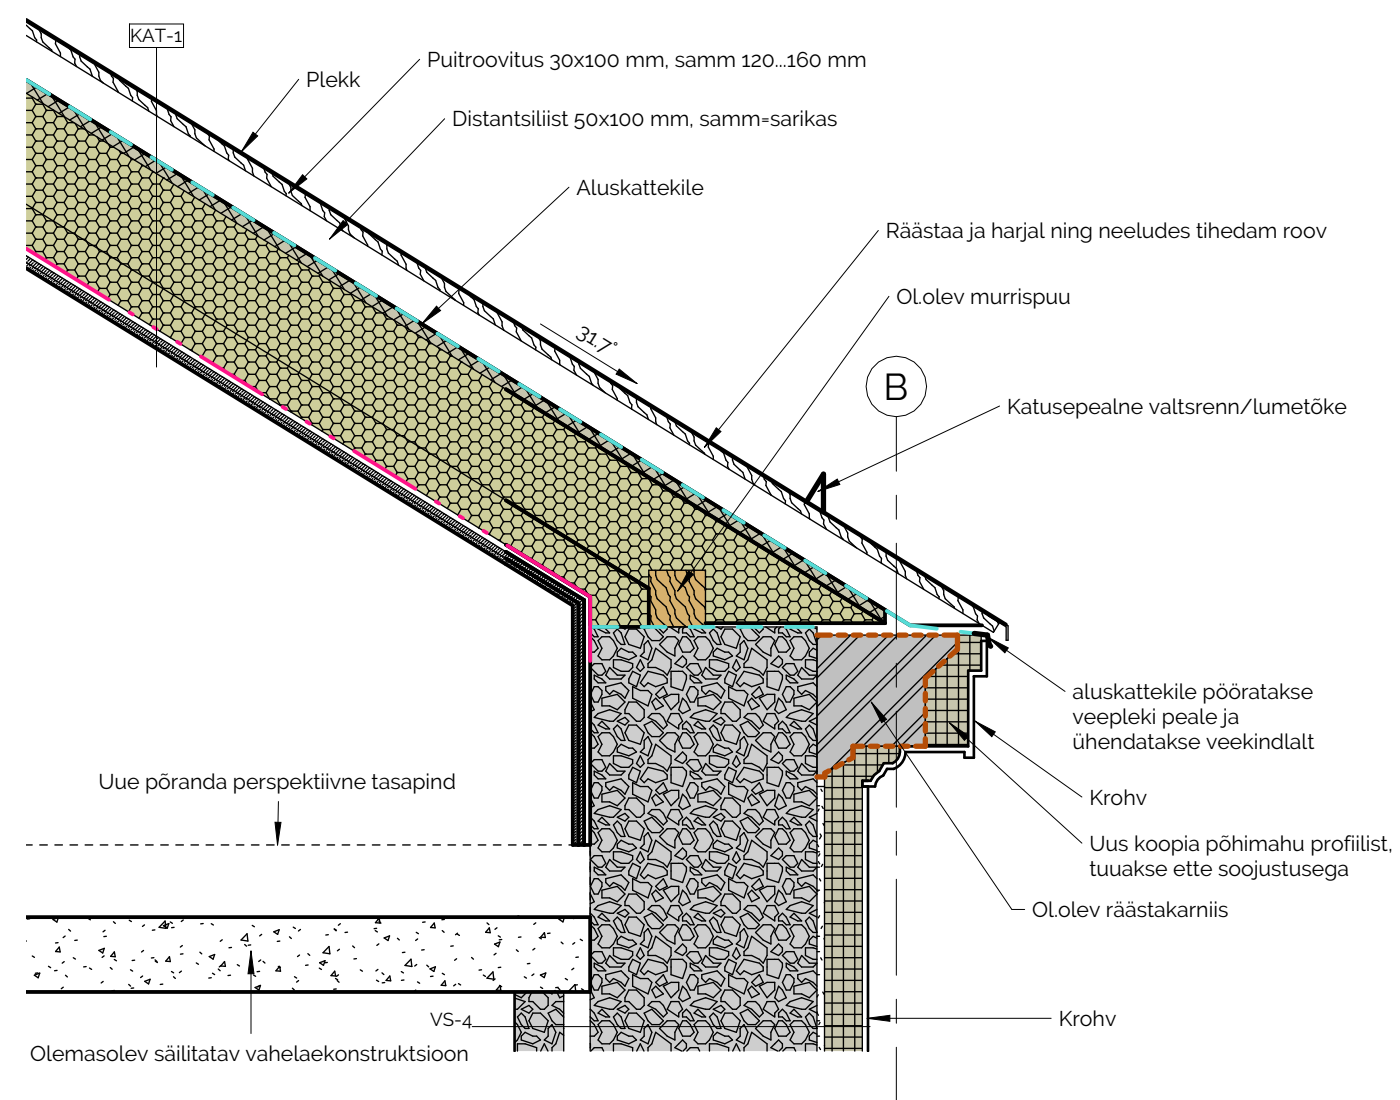 KAT-1
Puitroovitus 30x100 mm, samm 120...160 mm
Plekk
Distantsiliist 50x100 mm, samm=sarikas
Aluskattekile
Räästaa ja harjal ning neeludes tihedam roov
Ol.olev murrispuu
31.7°
B
Katusepealne valtsrenn/lumetõke
aluskattekile pööratakse
veepleki peale ja
ühendatakse veekindlalt
Uue põranda perspektiivne tasapind
Krohv
Uus koopia põhimahu profiilist,
tuuakse ette soojustusega
Ol.olev räästakarniis
VS-4
Krohv
Olemasolev säilitatav vahelaekonstruktsioon